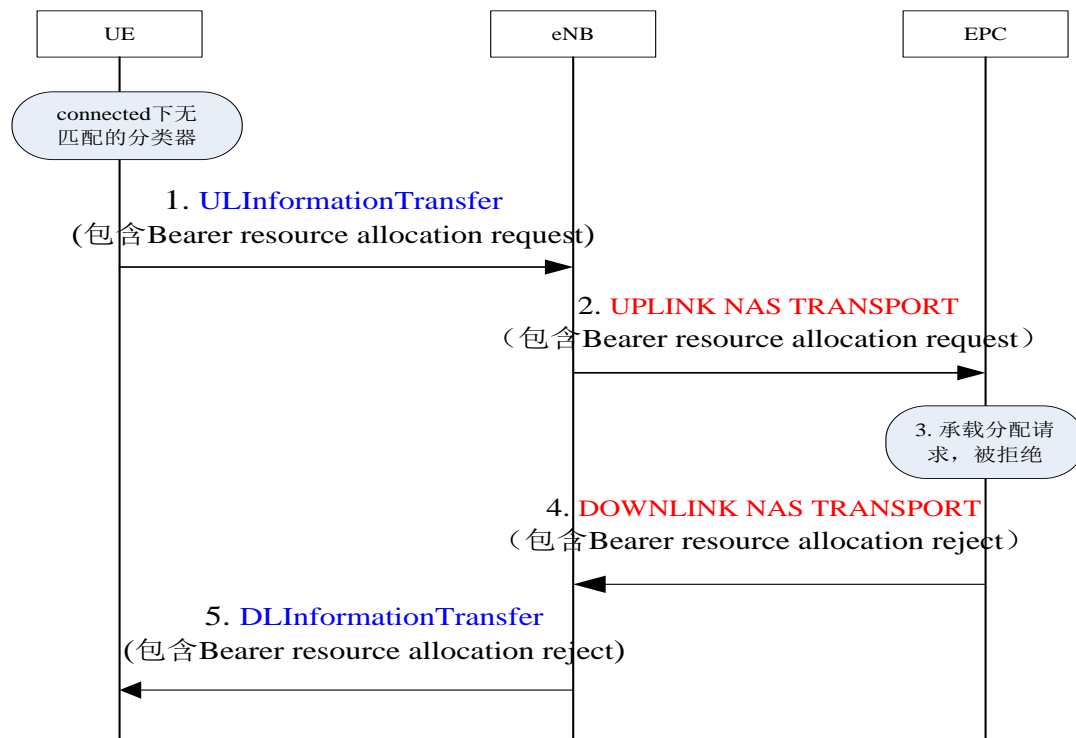 UE
eNB
EPC
connected下无
匹配的分类器
1. ULInformationTransfer
(包含Bearer resource allocation request)
2. UPLINK NAS TRANSPORT
（包含Bearer resource allocation request）
3. 承载分配请
求，被拒绝
4. DOWNLINK NAS TRANSPORT
（包含Bearer resource allocation reject）
5. DLInformationTransfer
(包含Bearer resource allocation reject)